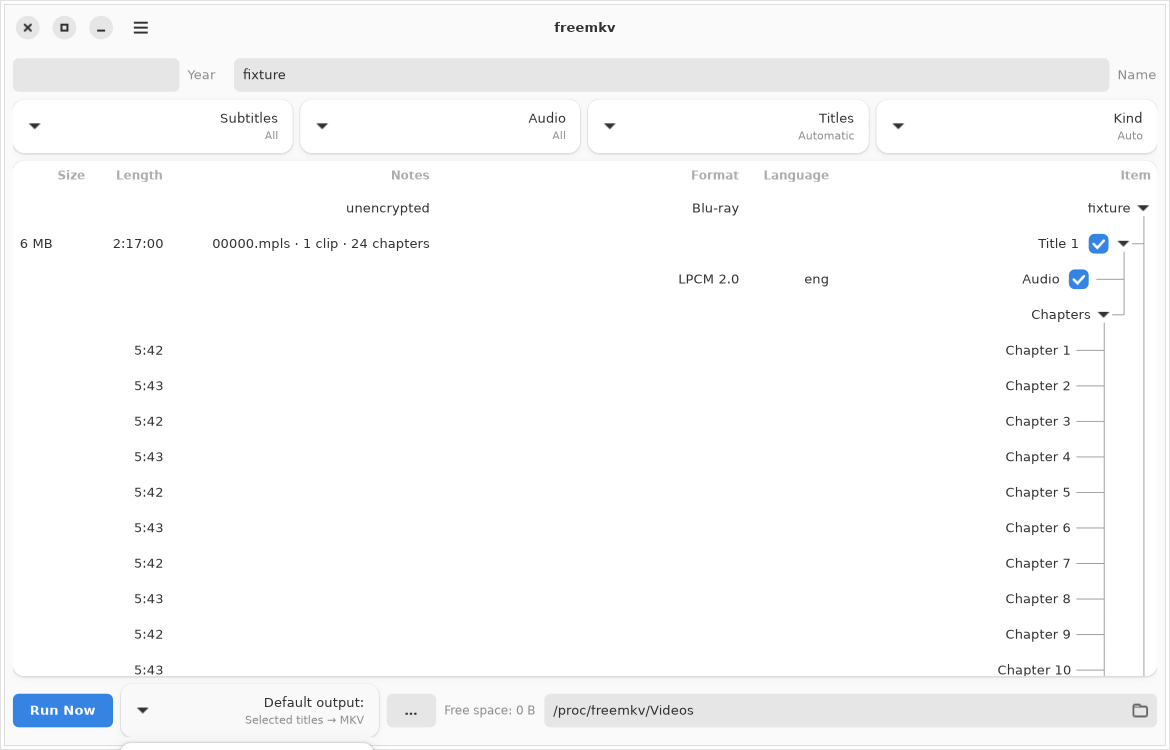 freemkv
Name fixture Year
Kind Auto
Titles Automatic
Audio All
Subtitles All
Item Language Format Notes Length Size
fixture Blu-ray unencrypted
Title 1 00000.mpls · 1 clip · 24 chapters 2:17:00 6 MB
Audio eng LPCM 2.0
Chapters
Chapter 1 5:42
Chapter 2 5:43
Chapter 3 5:42
Chapter 4 5:43
Chapter 5 5:42
Chapter 6 5:43
Chapter 7 5:42
Chapter 8 5:43
Chapter 9 5:42
Chapter 10 5:43
/proc/freemkv/Videos
Free space: 0 B
...
Default output:
Selected titles → MKV
Run Now